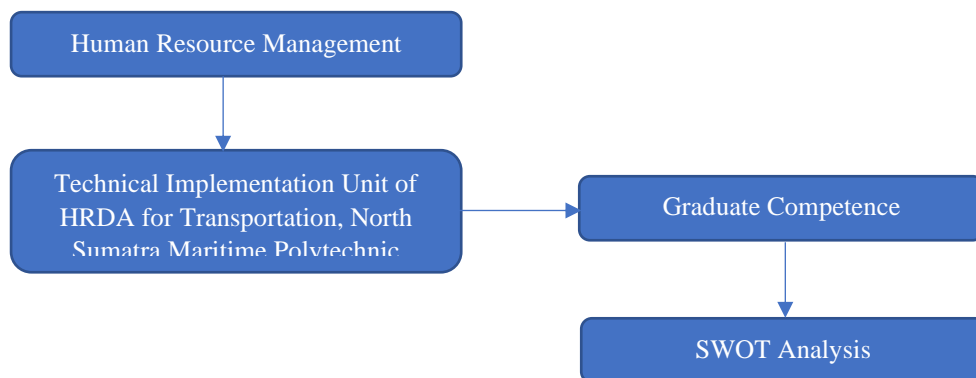 Human Resource Management
Technical Implementation Unit of
HRDA for Transportation, North
Sumatra Maritime Polytechnic
Graduate Competence
SWOT Analysis